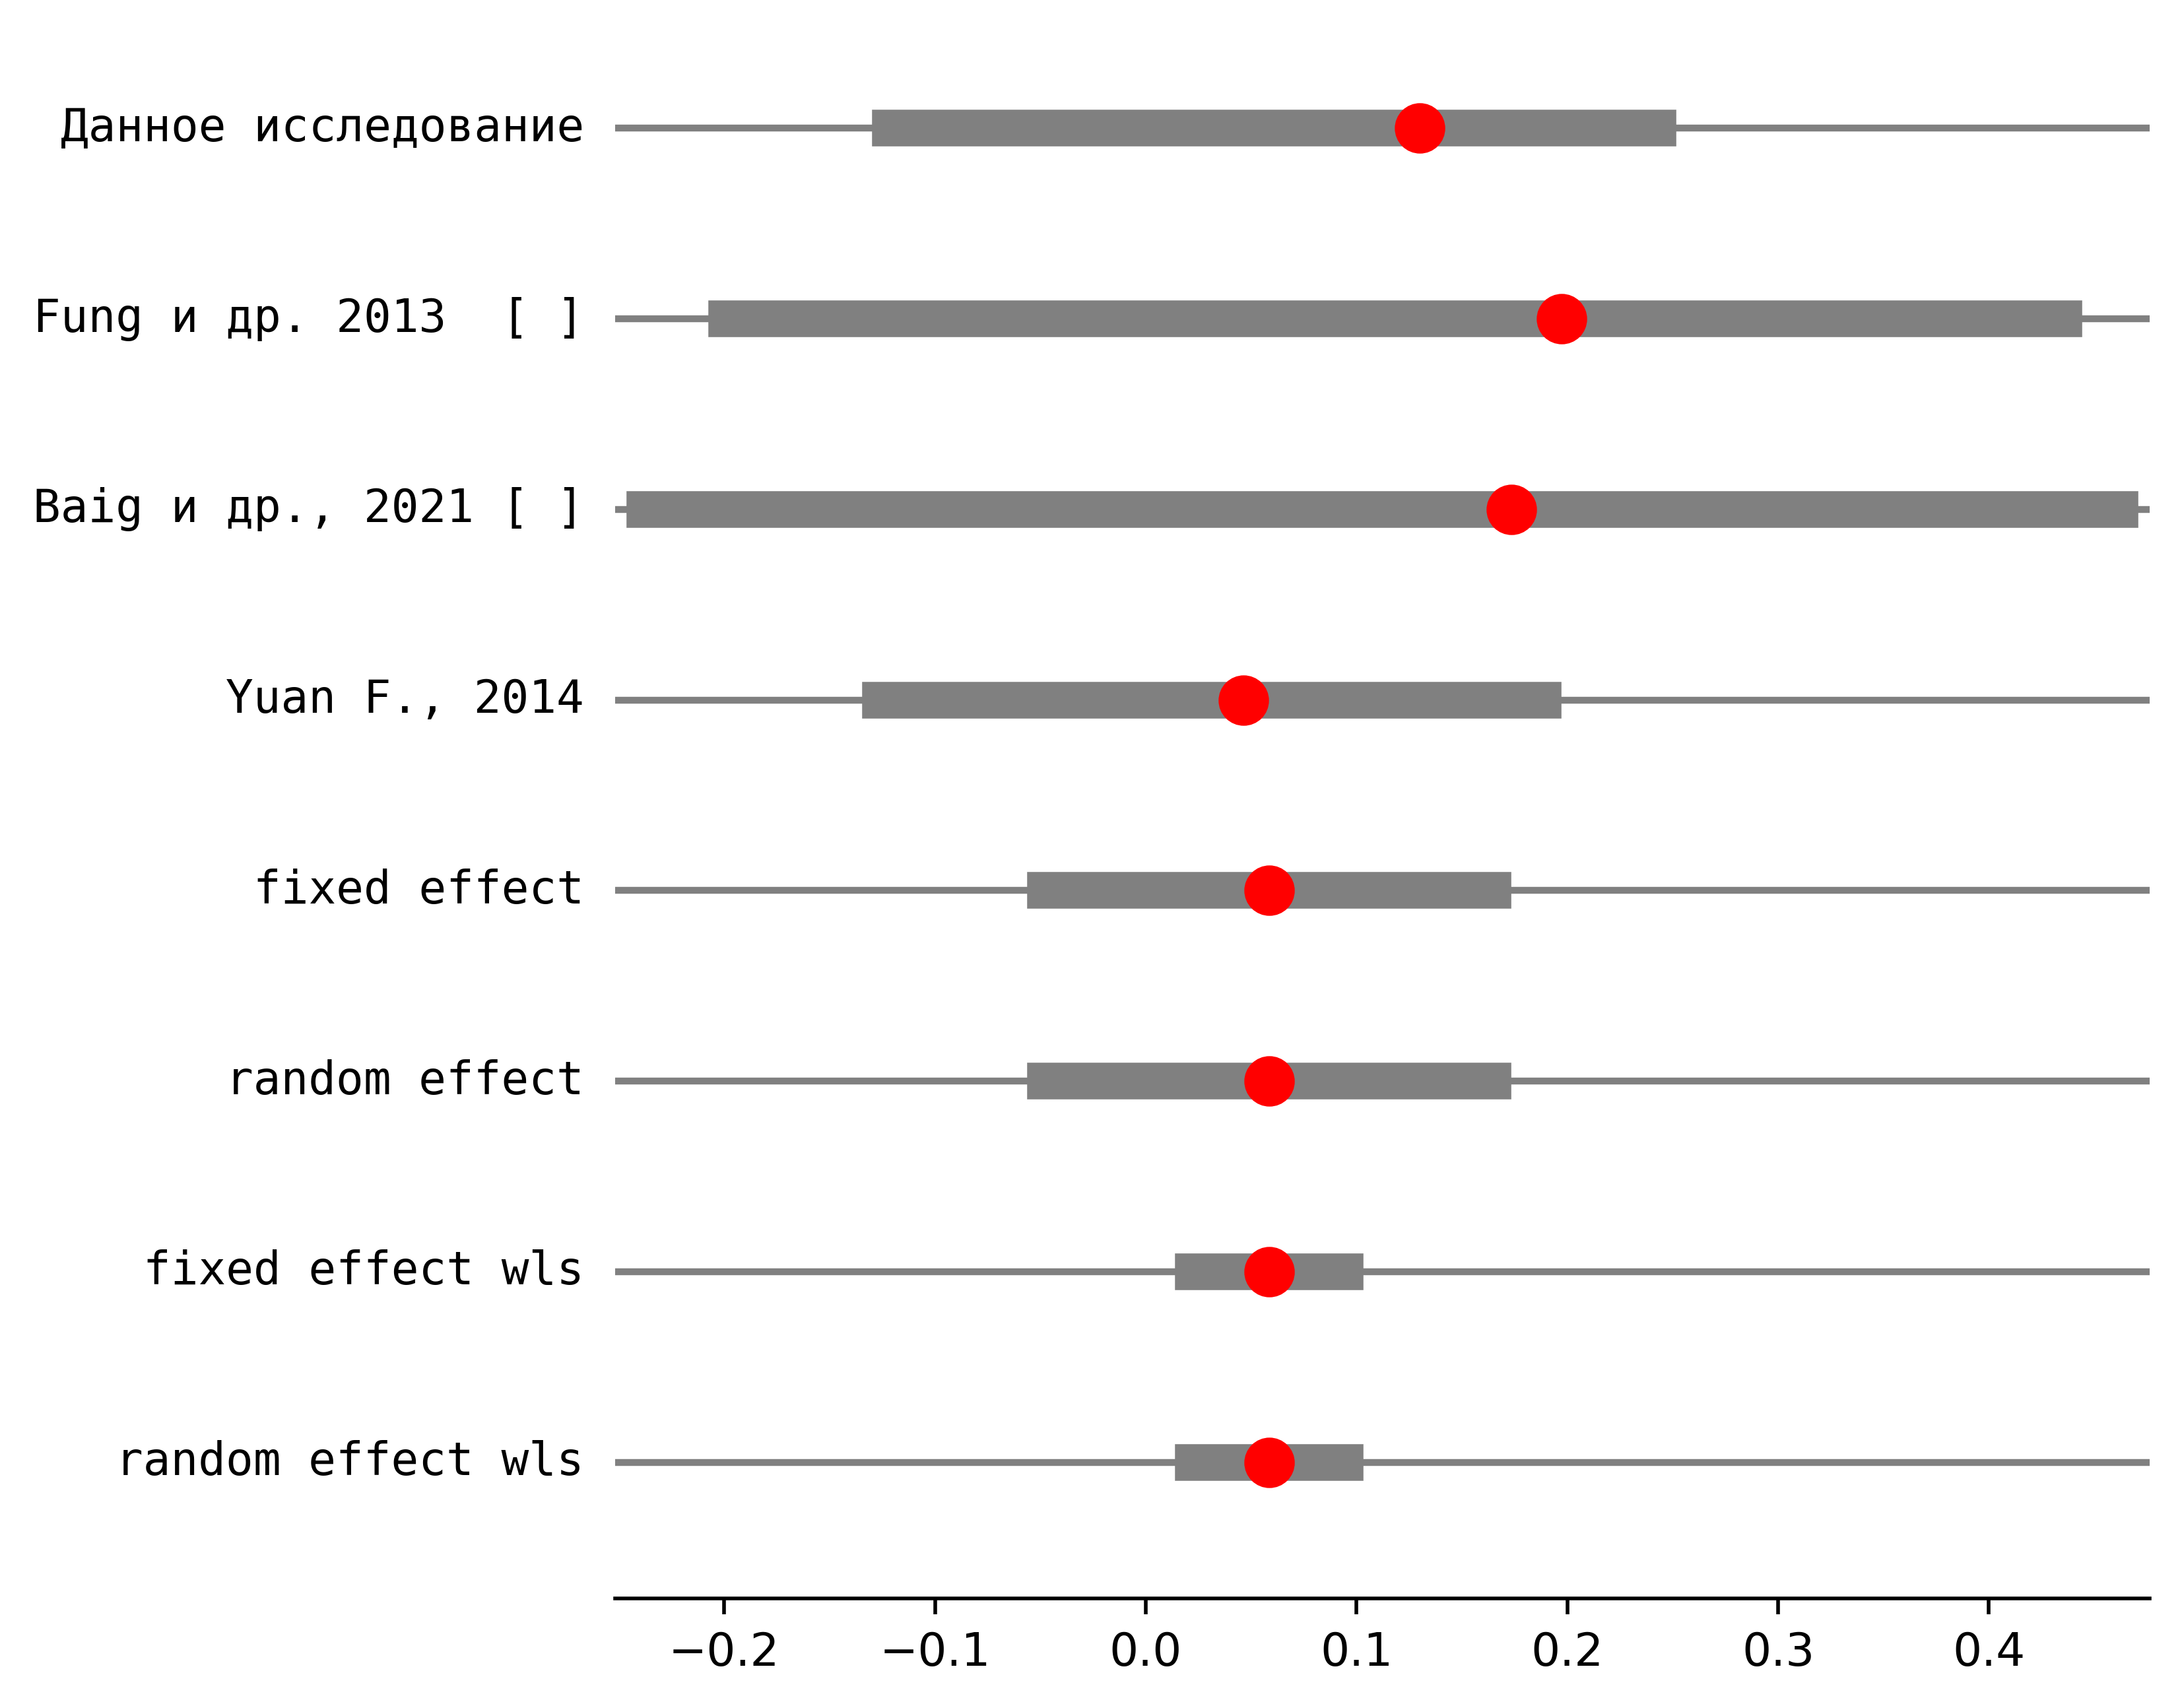 Данное исследование
Fung и др. 2013  [ ]
Baig и др., 2021 [ ]
Yuan F., 2014
fixed effect
random effect
fixed effect wls
random effect wls
−0.2 −0.1 0.0 0.1 0.2 0.3 0.4